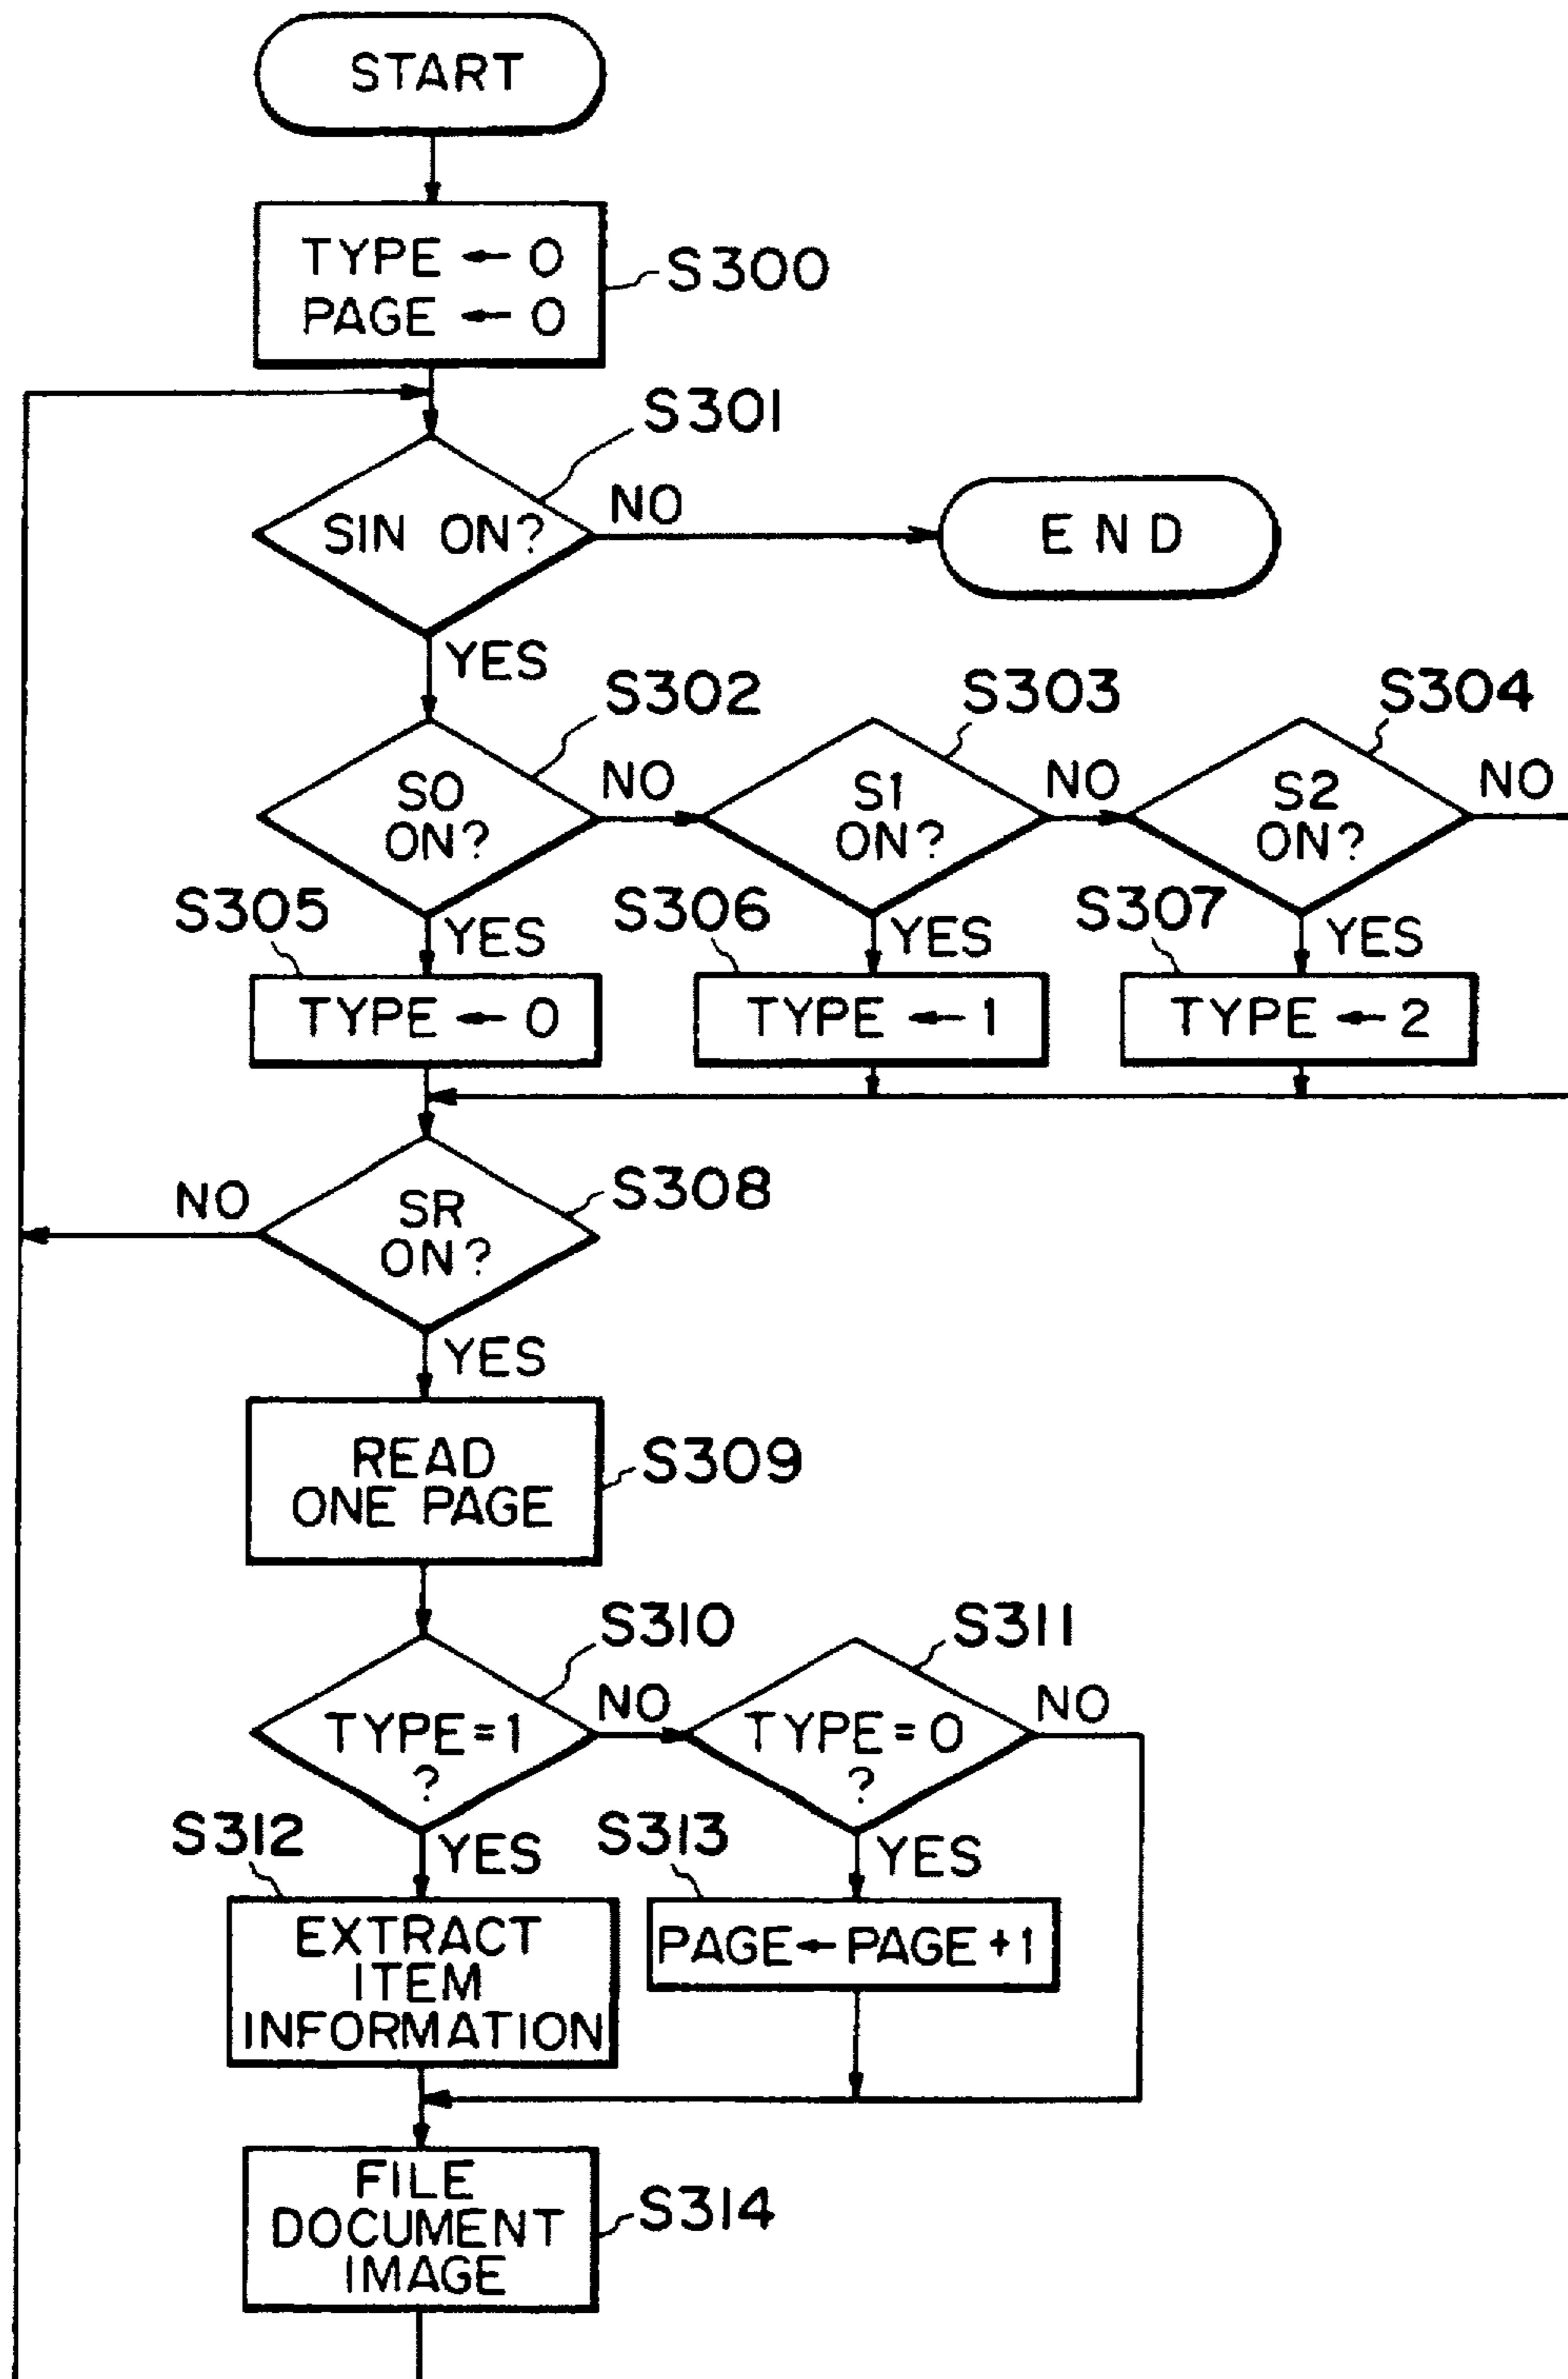 START
TYPE ← 0
PAGE ← 0
S300
S301
SIN ON?
NO
END
YES
S302
S303
S304
S0
ON?
NO
S1
ON?
NO
S2
ON?
NO
S305
YES
S306
YES
S307
YES
TYPE ← 0
TYPE ← 1
TYPE ← 2
S308
NO
SR
ON?
YES
READ
ONE PAGE
S309
S310
S311
TYPE=1
?
NO
TYPE=0
?
NO
S312
YES
S313
YES
EXTRACT
ITEM
INFORMATION
PAGE←PAGE+1
FILE
DOCUMENT
IMAGE
S314